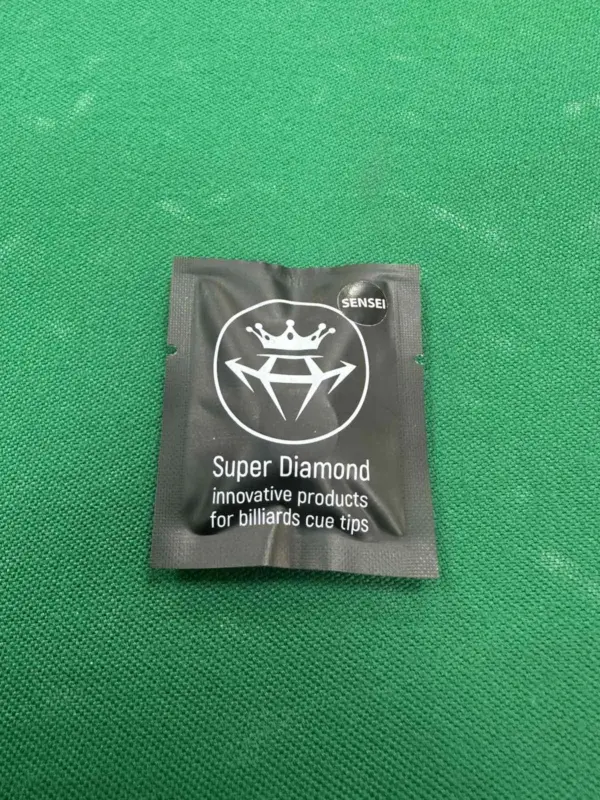 SENSEI
Super Diamond
innovative products
for billiards cue tips